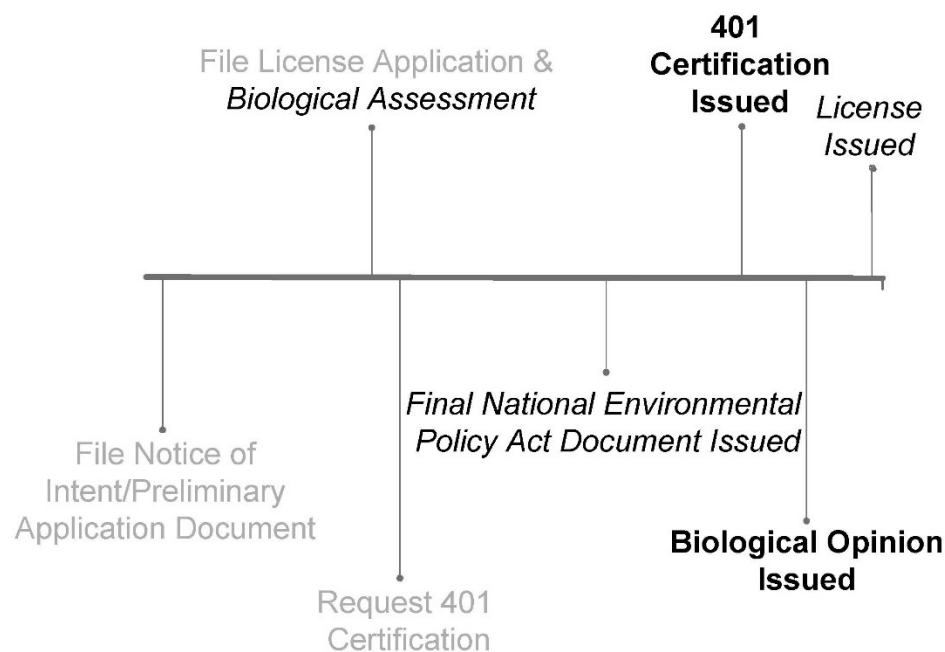 File License Application &
Biological Assessment
401
Certification
Issued
License
Issued
Final National Environmental
Policy Act Document Issued
File Notice of
Intent/Preliminary
Application Document
Biological Opinion
Issued
Request 401
Certification